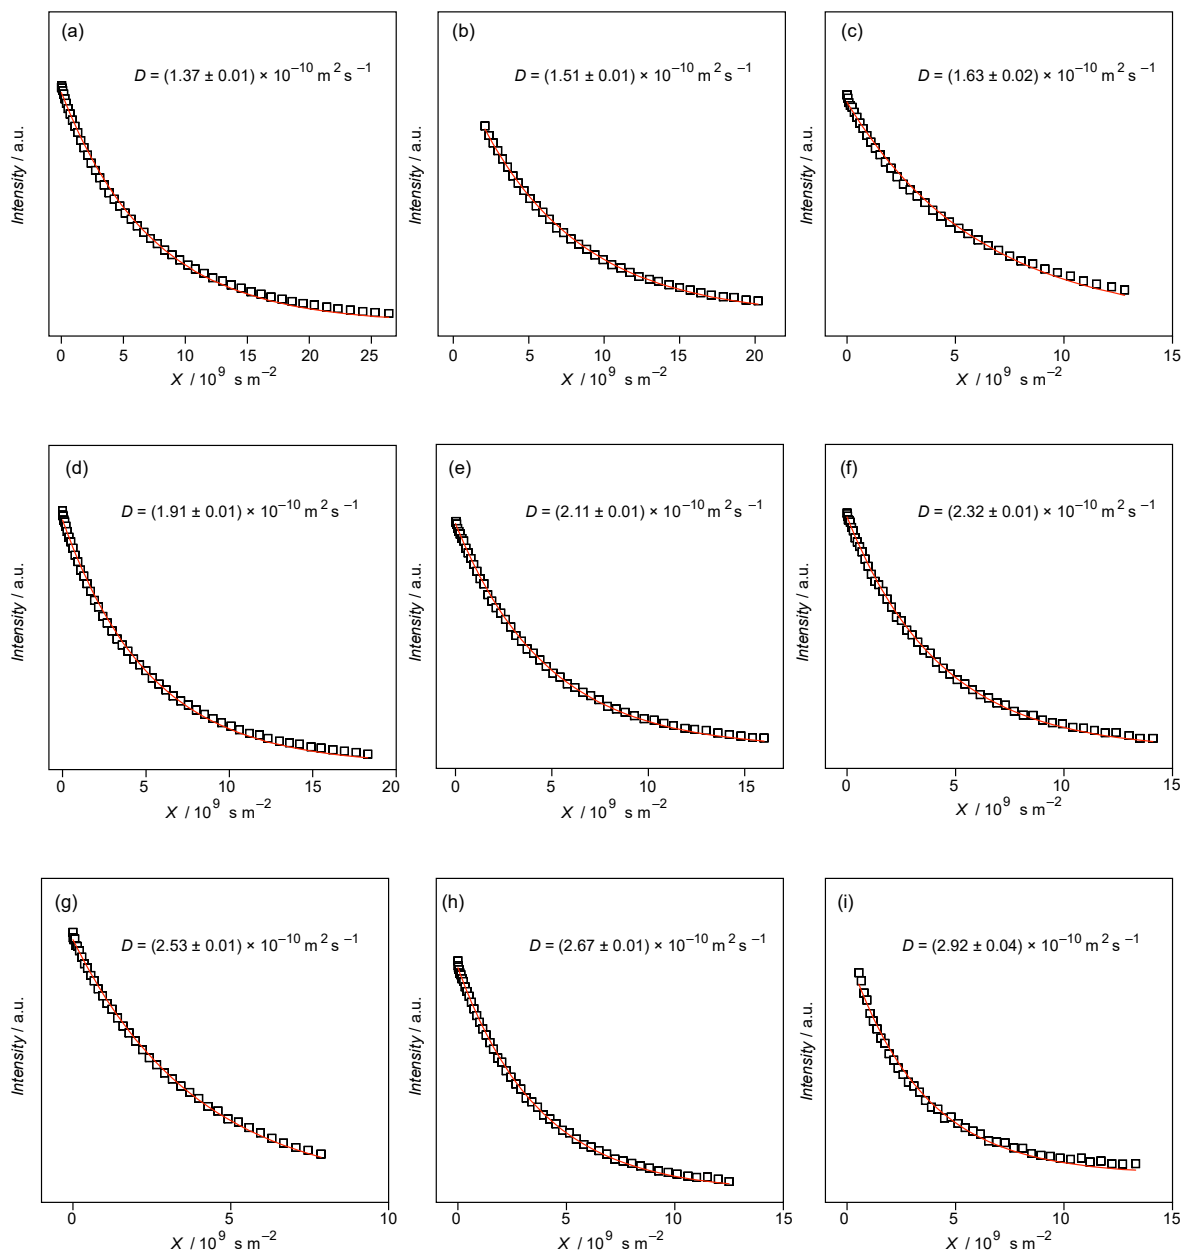 (a)
D = (1.37 ± 0.01) × 10⁻¹⁰ m² s⁻¹
Intensity / a.u.
0 5 10 15 20 25
X / 10⁹ s m⁻²
(b)
D = (1.51 ± 0.01) × 10⁻¹⁰ m² s⁻¹
Intensity / a.u.
0 5 10 15 20
X / 10⁹ s m⁻²
(c)
D = (1.63 ± 0.02) × 10⁻¹⁰ m² s⁻¹
Intensity / a.u.
0 5 10 15
X / 10⁹ s m⁻²
(d)
D = (1.91 ± 0.01) × 10⁻¹⁰ m² s⁻¹
Intensity / a.u.
0 5 10 15 20
X / 10⁹ s m⁻²
(e)
D = (2.11 ± 0.01) × 10⁻¹⁰ m² s⁻¹
Intensity / a.u.
0 5 10 15
X / 10⁹ s m⁻²
(f)
D = (2.32 ± 0.01) × 10⁻¹⁰ m² s⁻¹
Intensity / a.u.
0 5 10 15
X / 10⁹ s m⁻²
(g)
D = (2.53 ± 0.01) × 10⁻¹⁰ m² s⁻¹
Intensity / a.u.
0 5 10
X / 10⁹ s m⁻²
(h)
D = (2.67 ± 0.01) × 10⁻¹⁰ m² s⁻¹
Intensity / a.u.
0 5 10 15
X / 10⁹ s m⁻²
(i)
D = (2.92 ± 0.04) × 10⁻¹⁰ m² s⁻¹
Intensity / a.u.
0 5 10 15
X / 10⁹ s m⁻²